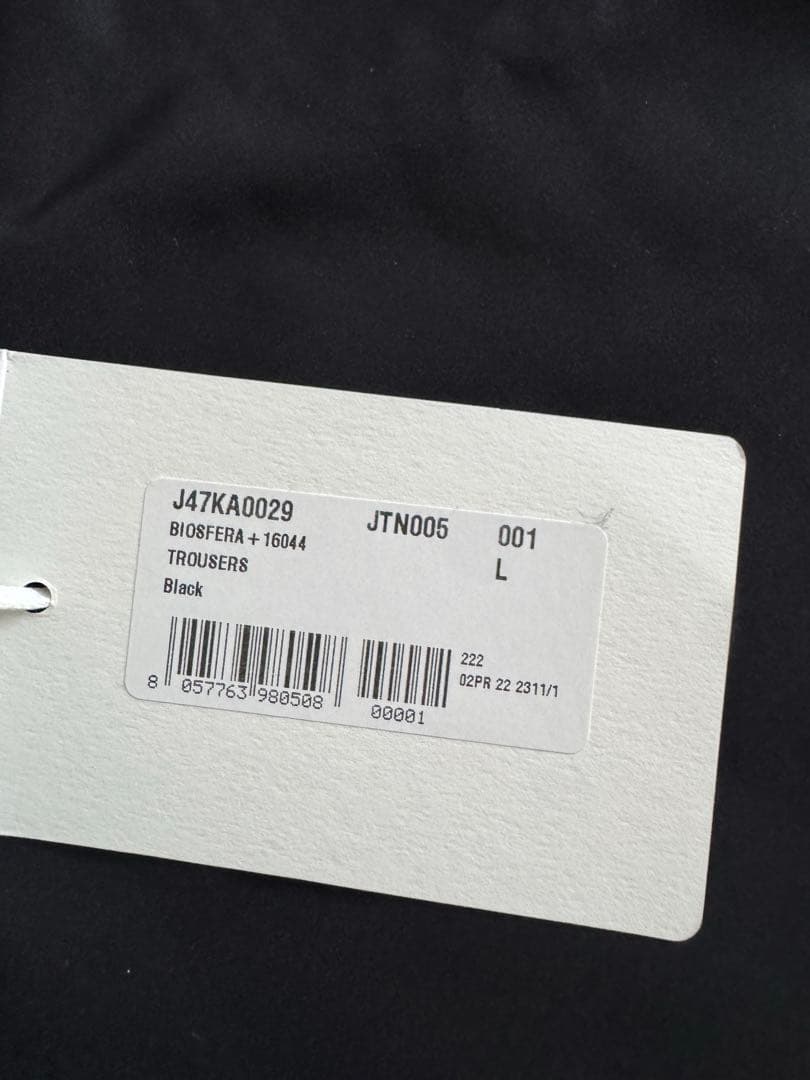 J47KA0029 JTN005 001
BIOSFERA+16044 L
TROUSERS
Black
222
02PR 22 2311/1
8 057763 980508 00001